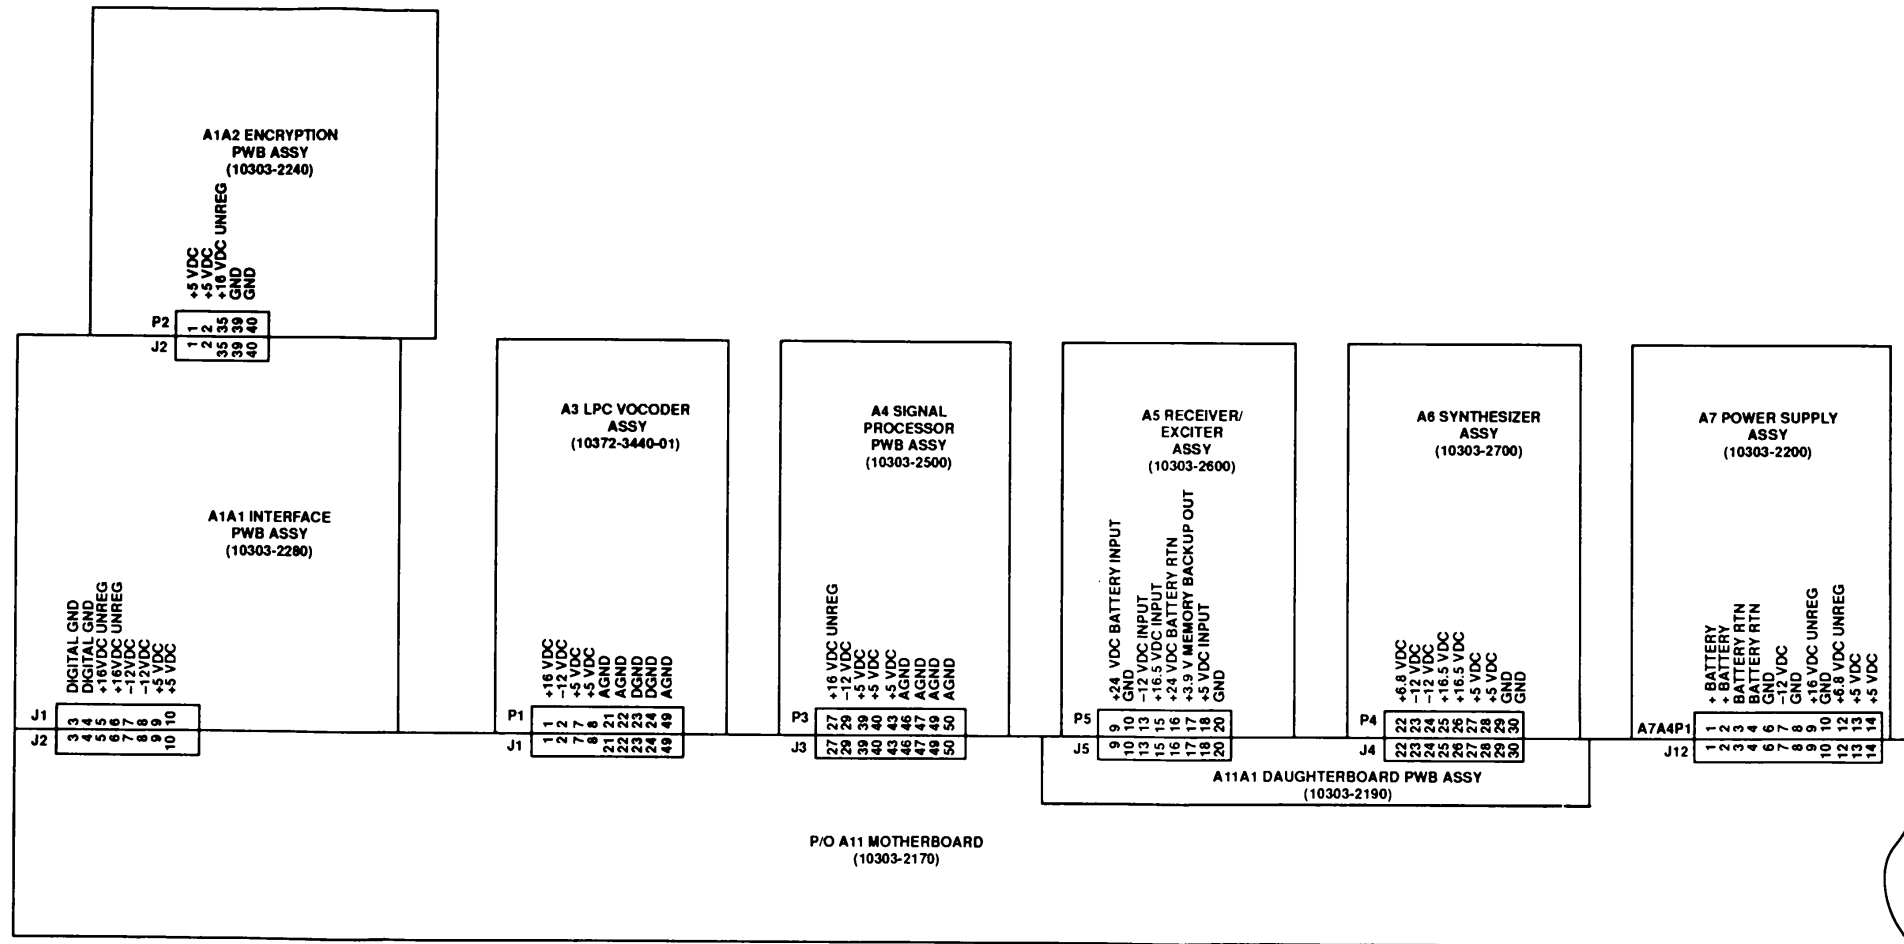 A1A2 ENCRYPTION
PWB ASSY
(10303-2240)
+5 VDC
+5 VDC
+16 VDC UNREG
GND
GND
P2
1 2 35 39 40
J2
1 2 35 39 40
A1A1 INTERFACE
PWB ASSY
(10303-2280)
DIGITAL GND
DIGITAL GND
+16VDC UNREG
+16VDC UNREG
-12VDC
-12VDC
+5 VDC
+5 VDC
J1
3 4 5 6 7 8 9 10
J2
3 4 5 6 7 8 9 10
A3 LPC VOCODER
ASSY
(10372-3440-01)
+16 VDC
-12 VDC
+5 VDC
+5 VDC
AGND
AGND
DGND
DGND
AGND
P1
1 2 7 8 21 22 23 24 49
J1
1 2 7 8 21 22 23 24 49
A4 SIGNAL
PROCESSOR
PWB ASSY
(10303-2500)
+16 VDC UNREG
-12 VDC
+5 VDC
+5 VDC
+5 VDC
AGND
AGND
AGND
AGND
P3
27 29 39 40 43 46 47 49 50
J3
27 29 39 40 43 46 47 49 50
A5 RECEIVER/
EXCITER
ASSY
(10303-2600)
+24 VDC BATTERY INPUT
GND
-12 VDC INPUT
+16.5 VDC INPUT
+24 VDC BATTERY RTN
+3.9 V MEMORY BACKUP OUT
+5 VDC INPUT
GND
P5
9 10 13 15 16 17 18 20
J5
9 10 13 15 16 17 18 20
A6 SYNTHESIZER
ASSY
(10303-2700)
+6.8 VDC
-12 VDC
-12 VDC
+16.5 VDC
+16.5 VDC
+5 VDC
+5 VDC
GND
GND
P4
22 23 24 25 26 27 28 29 30
J4
22 23 24 25 26 27 28 29 30
A7 POWER SUPPLY
ASSY
(10303-2200)
+ BATTERY
+ BATTERY
BATTERY RTN
BATTERY RTN
GND
-12 VDC
GND
+16 VDC UNREG
GND
+6.8 VDC UNREG
+5 VDC
+5 VDC
A7A4P1
1 2 3 4 6 7 8 9 10 12 13 14
J12
1 2 3 4 6 7 8 9 10 12 13 14
A11A1 DAUGHTERBOARD PWB ASSY
(10303-2190)
P/O A11 MOTHERBOARD
(10303-2170)